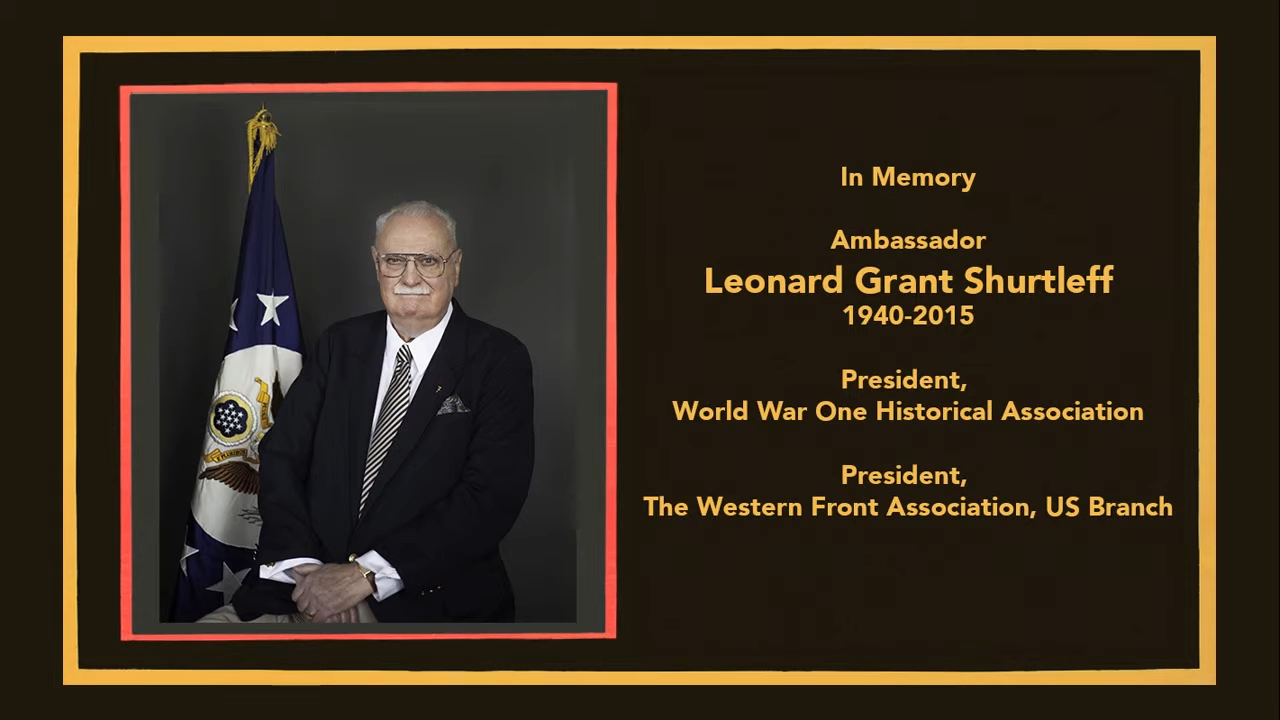 In Memory
Ambassador
Leonard Grant Shurtleff
1940-2015
President,
World War One Historical Association
President,
The Western Front Association, US Branch